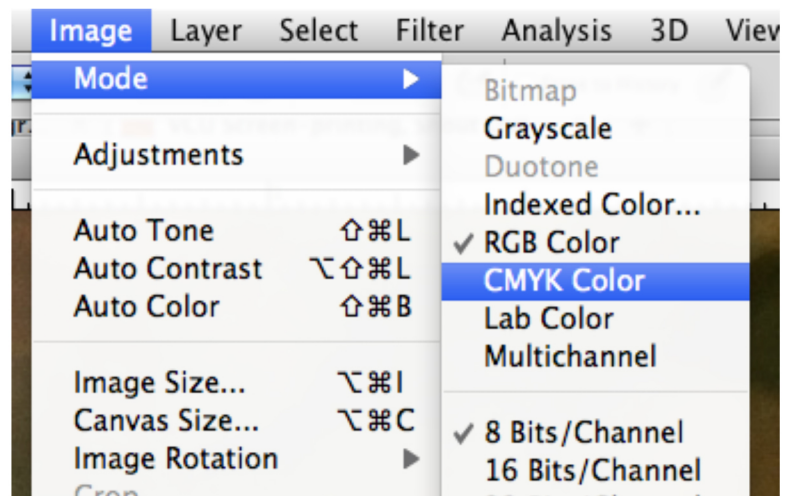 Image Layer Select Filter Analysis 3D View
Mode
Adjustments
Auto Tone ⇧⌘L
Auto Contrast ⌥⇧⌘L
Auto Color ⇧⌘B
Image Size... ⌥⌘I
Canvas Size... ⌥⌘C
Image Rotation
Crop
Bitmap
Grayscale
Duotone
Indexed Color...
✓ RGB Color
CMYK Color
Lab Color
Multichannel
✓ 8 Bits/Channel
16 Bits/Channel